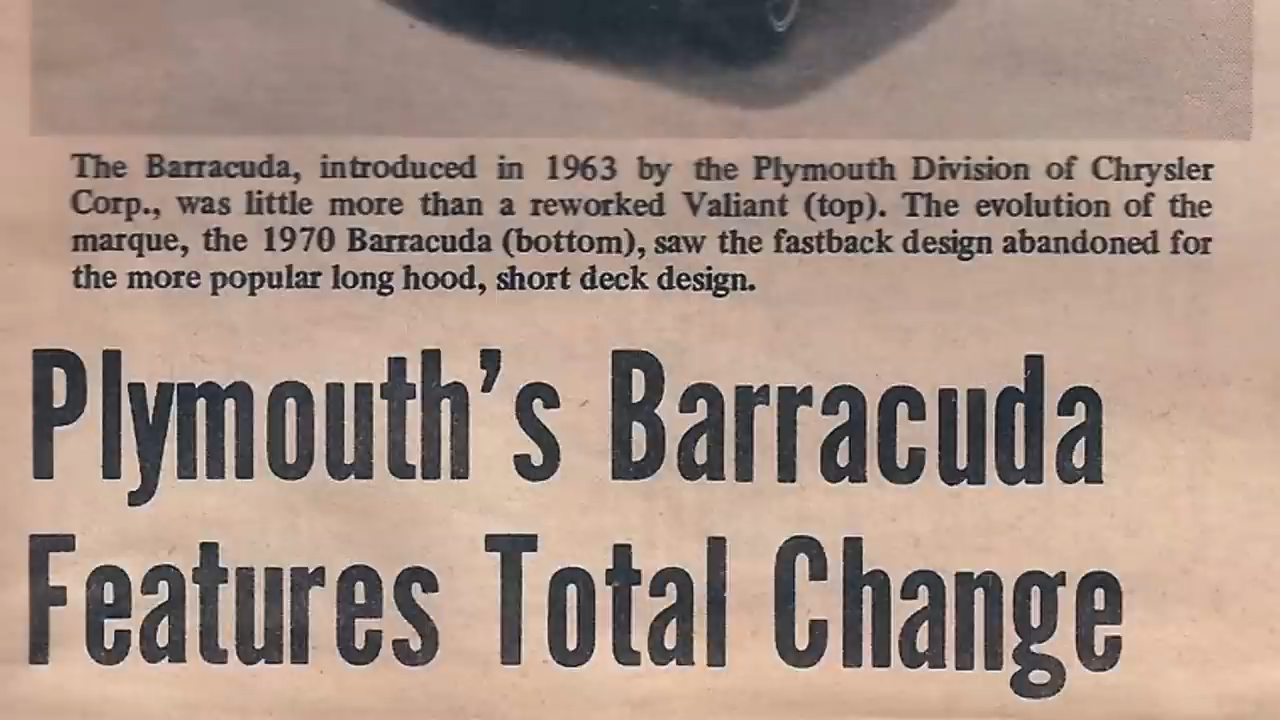 The Barracuda, introduced in 1963 by the Plymouth Division of Chrysler
Corp., was little more than a reworked Valiant (top). The evolution of the
marque, the 1970 Barracuda (bottom), saw the fastback design abandoned for
the more popular long hood, short deck design.
Plymouth’s Barracuda
Features Total Change